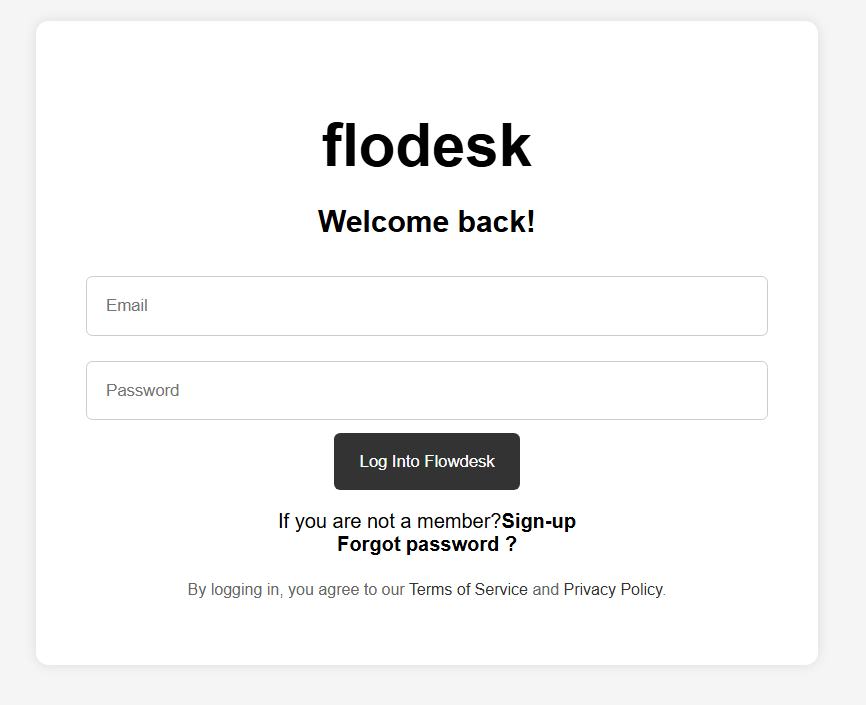 flodesk
Welcome back!
Email
Password
Log Into Flowdesk
If you are not a member?Sign-up
Forgot password ?
By logging in, you agree to our Terms of Service and Privacy Policy.